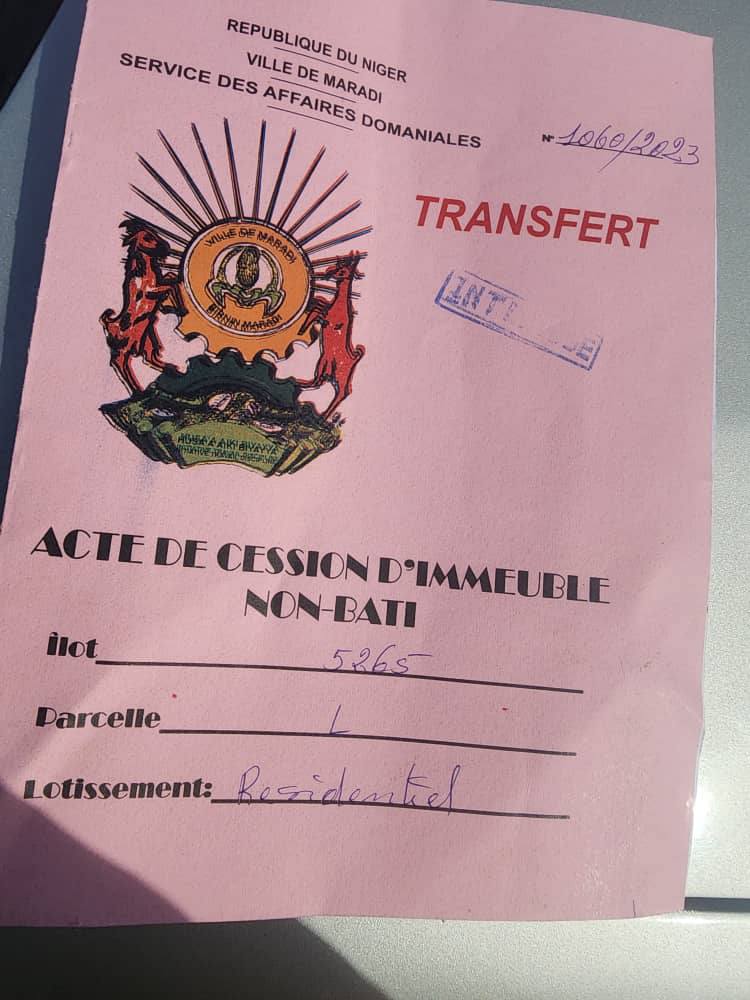 REPUBLIQUE DU NIGER
VILLE DE MARADI
SERVICE DES AFFAIRES DOMANIALES
N° 1060/2023
TRANSFERT
VILLE DE MARADI
BIRNIN MARADI
ACTE DE CESSION D'IMMEUBLE
NON-BATI
Îlot 5265
Parcelle L
Lotissement: Residentiel